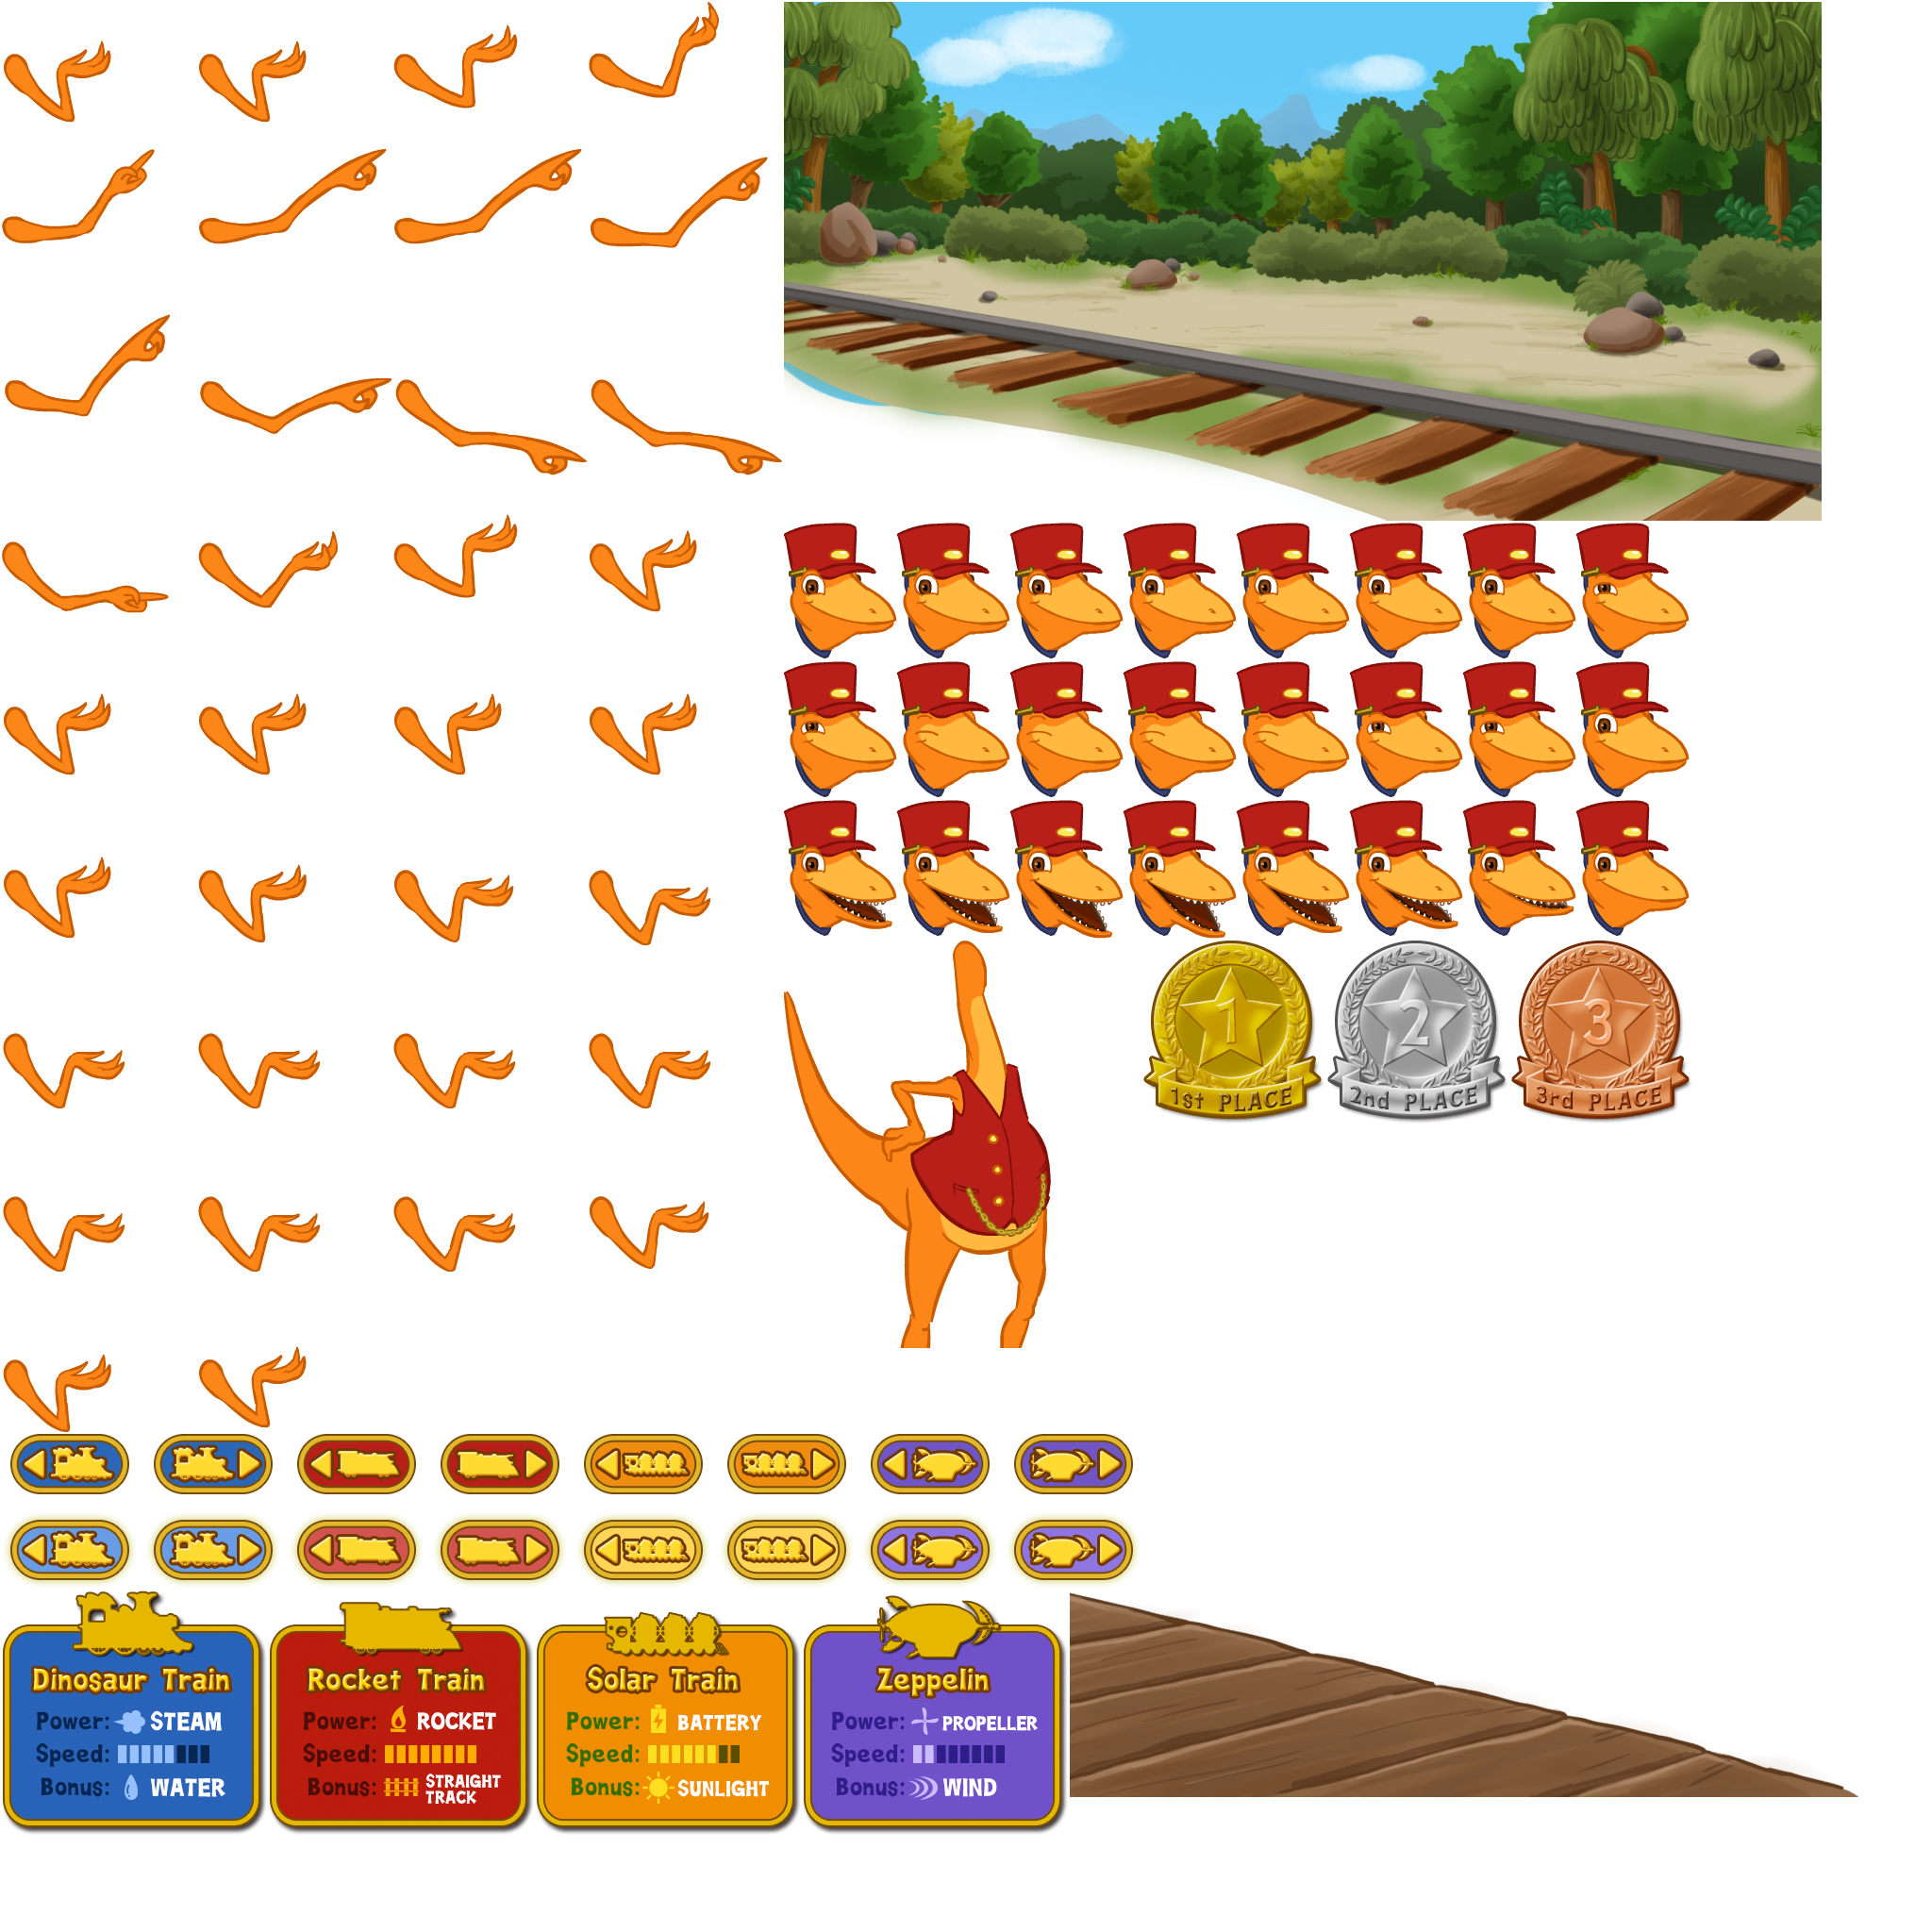 1
1st PLACE
2
2nd PLACE
3
3rd PLACE
Dinosaur Train
Power: STEAM
Speed:
Bonus: WATER
Rocket Train
Power: ROCKET
Speed:
Bonus: STRAIGHT
TRACK
Solar Train
Power: BATTERY
Speed:
Bonus: SUNLIGHT
Zeppelin
Power: PROPELLER
Speed:
Bonus: WIND